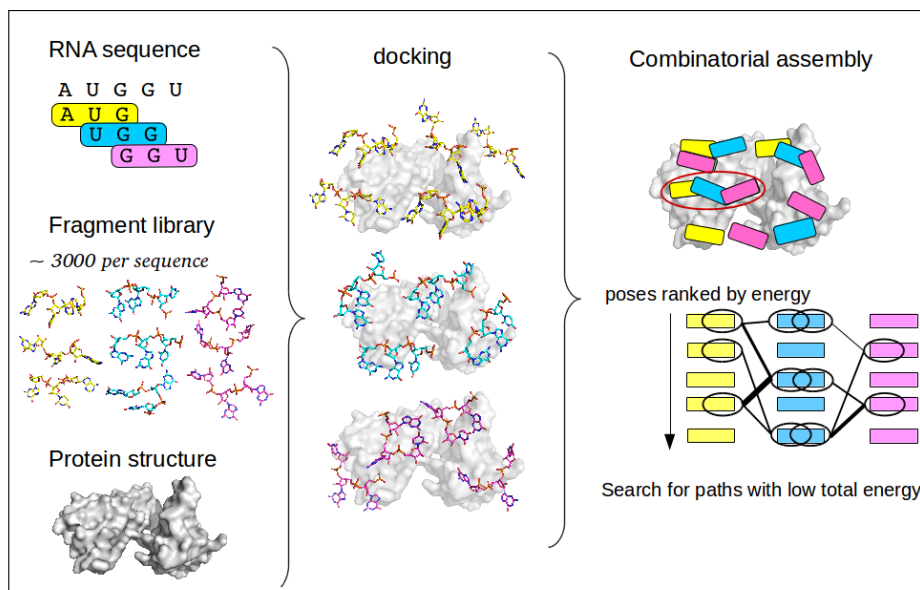 RNA sequence
A U G G U
A U G
U G G
G G U
Fragment library
~ 3000 per sequence
Protein structure
docking
Combinatorial assembly
poses ranked by energy
Search for paths with low total energy